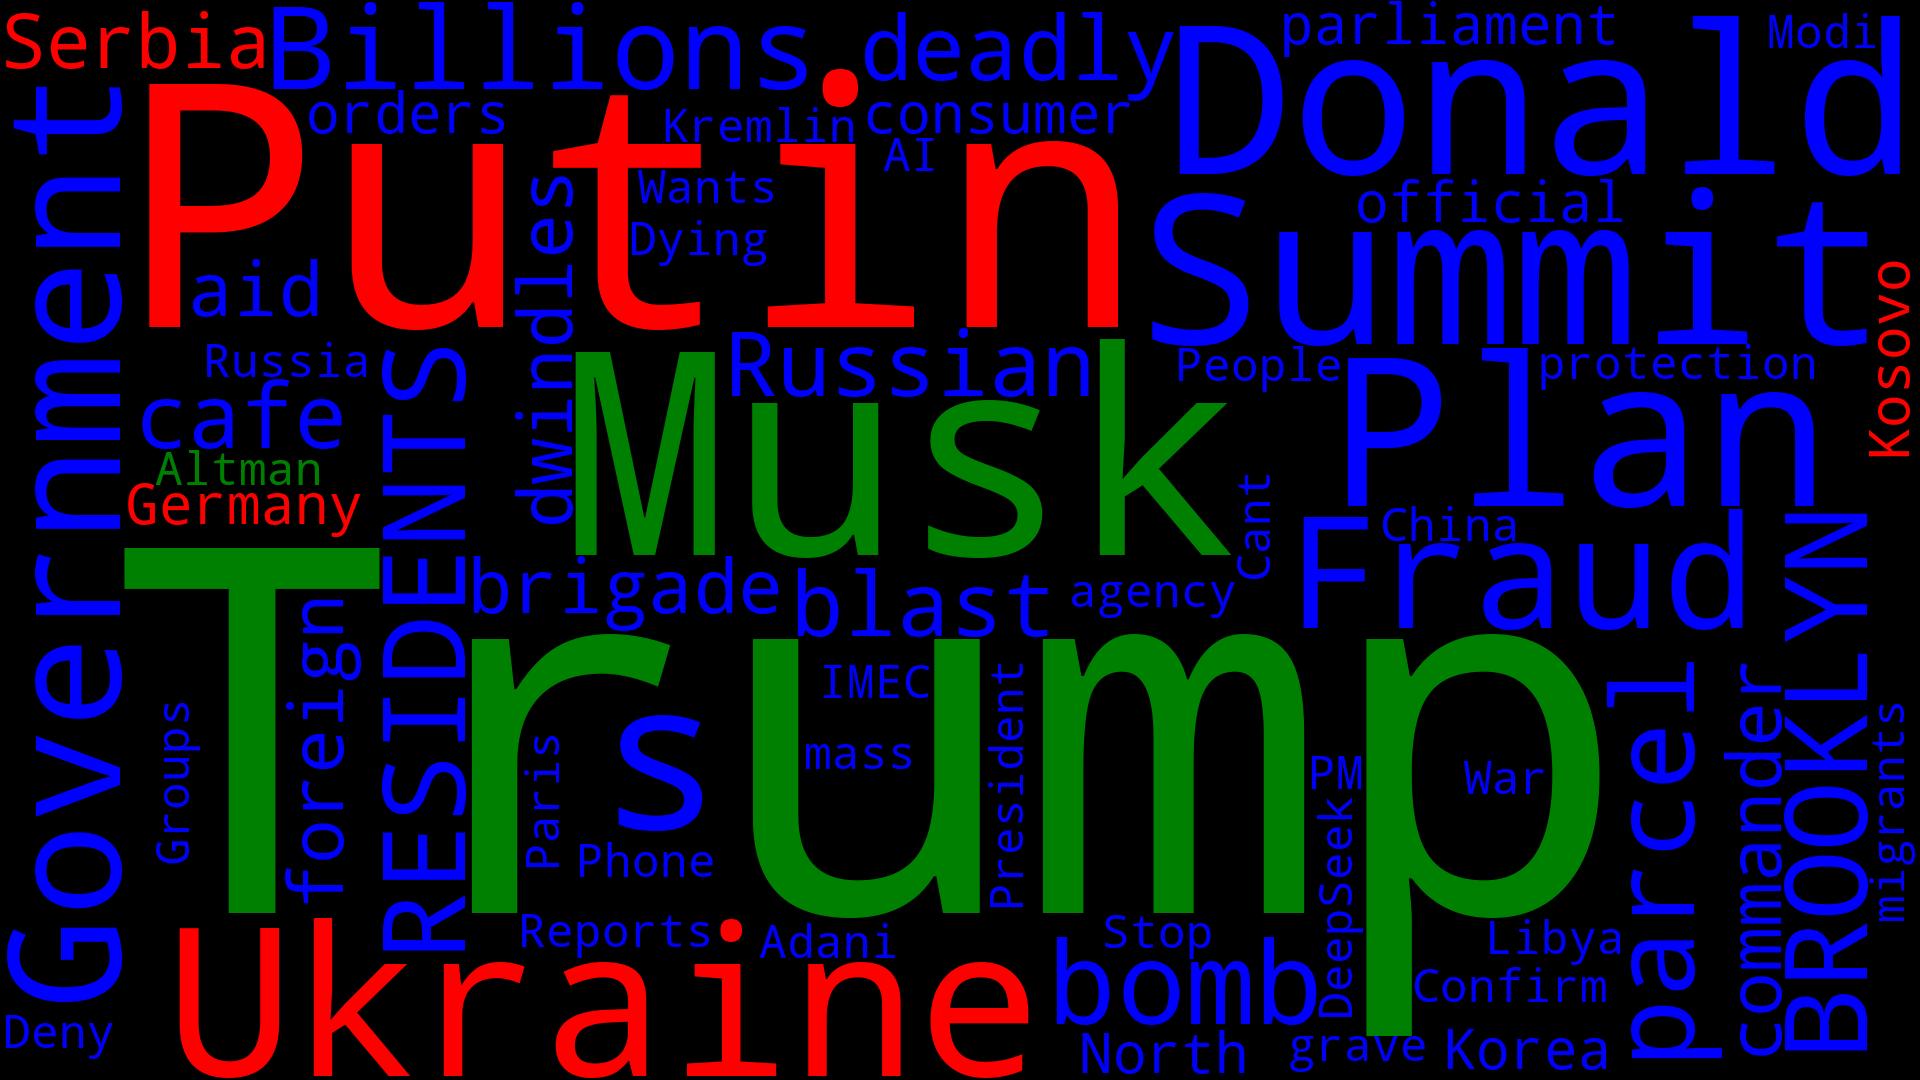 Serbia
Billions
deadly
parliament
Modi
Donald
Putin
orders
Kremlin
consumer
AI
Government
Wants
Dying
dwindles
official
Summit
aid
Kosovo
Russia
Russian
People
protection
cafe
RESIDENTS
Musk
Plan
Altman
Germany
Cant
China
Fraud
BROOKLYN
Trump
brigade
blast
agency
foreign
IMEC
President
parcel
commander
Groups
s
mass
Paris
PM
War
migrants
Phone
DeepSeek
Reports
Adani
Stop
Libya
Ukraine
bomb
Confirm
Deny
North
grave
Korea